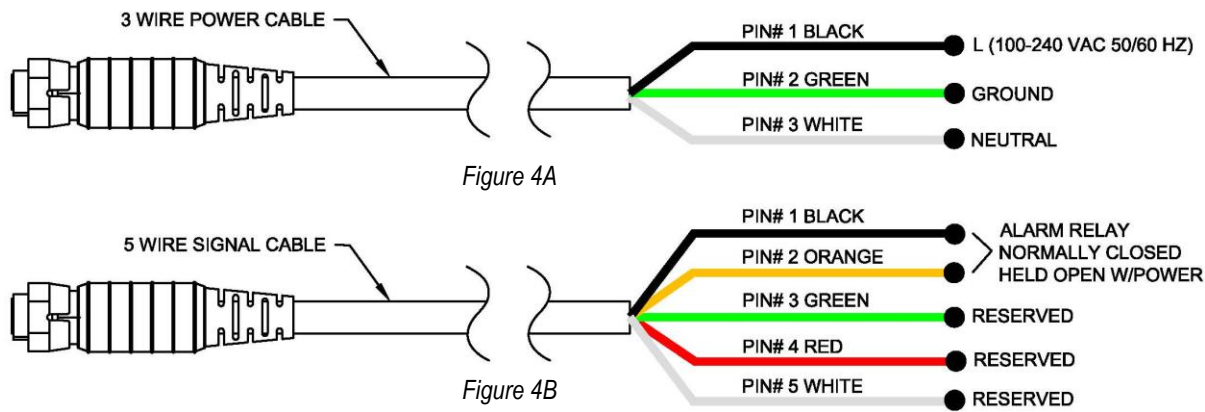 3 WIRE POWER CABLE
PIN# 1 BLACK
L (100-240 VAC 50/60 HZ)
PIN# 2 GREEN
GROUND
PIN# 3 WHITE
NEUTRAL
Figure 4A
5 WIRE SIGNAL CABLE
PIN# 1 BLACK
PIN# 2 ORANGE
ALARM RELAY
NORMALLY CLOSED
HELD OPEN W/POWER
PIN# 3 GREEN
RESERVED
PIN# 4 RED
RESERVED
PIN# 5 WHITE
RESERVED
Figure 4B